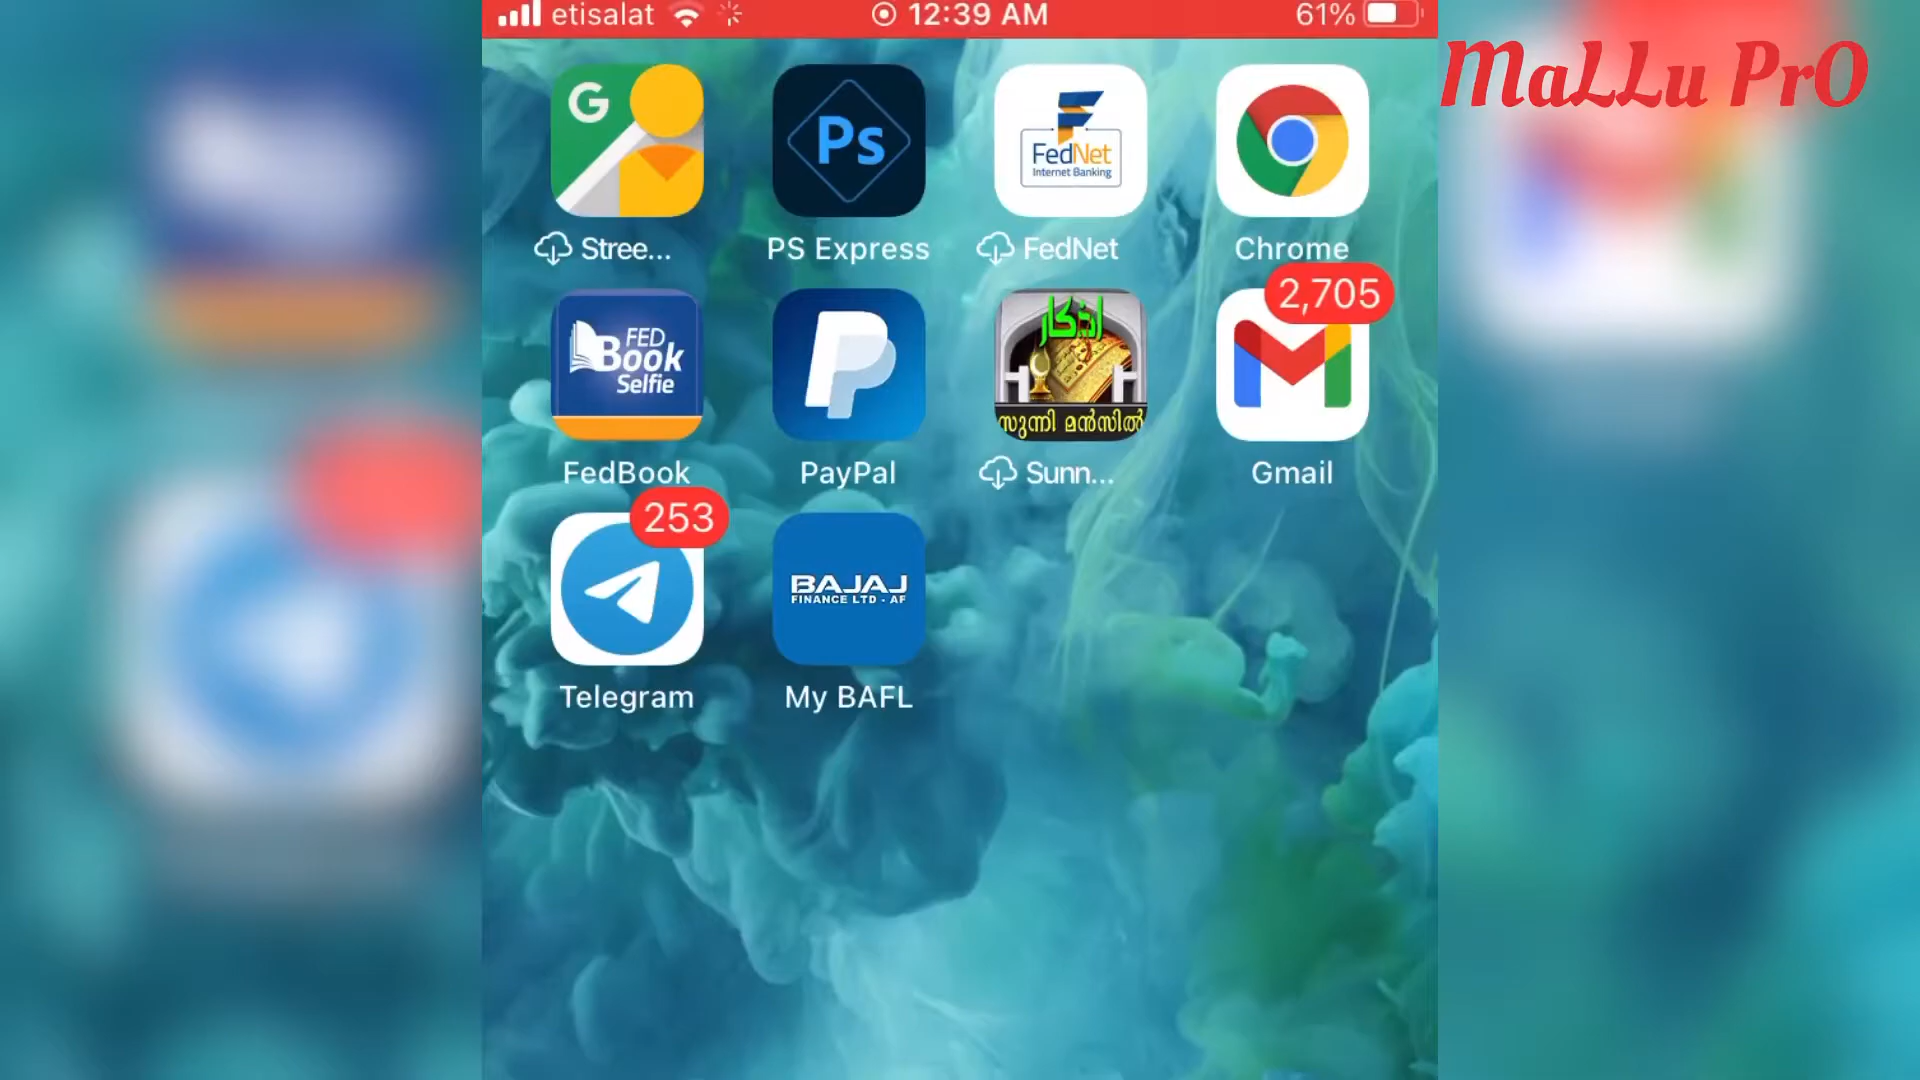 etisalat 12:39 AM 61%
MaLLu PrO
G
Ps
FedNet
Internet Banking
Stree... PS Express FedNet Chrome
FED
Book
Selfie
اذكار
സുന്നി മൻസിൽ
2,705
FedBook PayPal Sunn... Gmail
253
BAJAJ
FINANCE LTD - AF
Telegram My BAFL